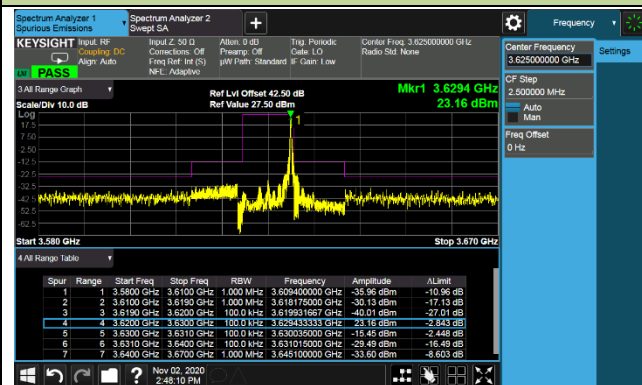 Spectrum Analyzer 1
Spurious Emissions
Spectrum Analyzer 2
Swept SA
Frequency
KEYSIGHT Input: RF
Coupling: DC
Align: Auto
Input Z: 50 Ω
Corrections: Off
Freq Ref: Int (S)
NFE: Adaptive
Atten: 0 dB
Preamp: Off
µW Path: Standard
Trig: Periodic
Gate: LO
IF Gain: Low
Center Freq: 3.625000000 GHz
Radio Std: None
PASS
Center Frequency
3.625000000 GHz
Settings
CF Step
2.500000 MHz
Auto
Man
Freq Offset
0 Hz
3 All Range Graph
Scale/Div 10.0 dB
Ref Lvl Offset 42.50 dB
Ref Value 27.50 dBm
Mkr1 3.6294 GHz
23.16 dBm
Log
17.5
7.50
-2.50
-12.5
-22.5
-32.5
-42.5
-52.5
-62.5
1
Start 3.580 GHz
Stop 3.670 GHz
4 All Range Table
Spur Range Start Freq Stop Freq RBW Frequency Amplitude ΔLimit
1 1 3.5800 GHz 3.6100 GHz 1.000 MHz 3.609400000 GHz -35.96 dBm -10.96 dB
2 2 3.6100 GHz 3.6190 GHz 1.000 MHz 3.618175000 GHz -30.13 dBm -17.13 dB
3 3 3.6190 GHz 3.6200 GHz 100.0 kHz 3.619931667 GHz -40.01 dBm -27.01 dB
4 4 3.6200 GHz 3.6300 GHz 100.0 kHz 3.629433333 GHz 23.16 dBm -2.843 dB
5 5 3.6300 GHz 3.6310 GHz 100.0 kHz 3.630035000 GHz -15.45 dBm -2.448 dB
6 6 3.6310 GHz 3.6400 GHz 1.000 MHz 3.631015000 GHz -29.49 dBm -16.49 dB
7 7 3.6400 GHz 3.6700 GHz 1.000 MHz 3.645100000 GHz -33.60 dBm -8.603 dB
Nov 02, 2020
2:48:10 PM